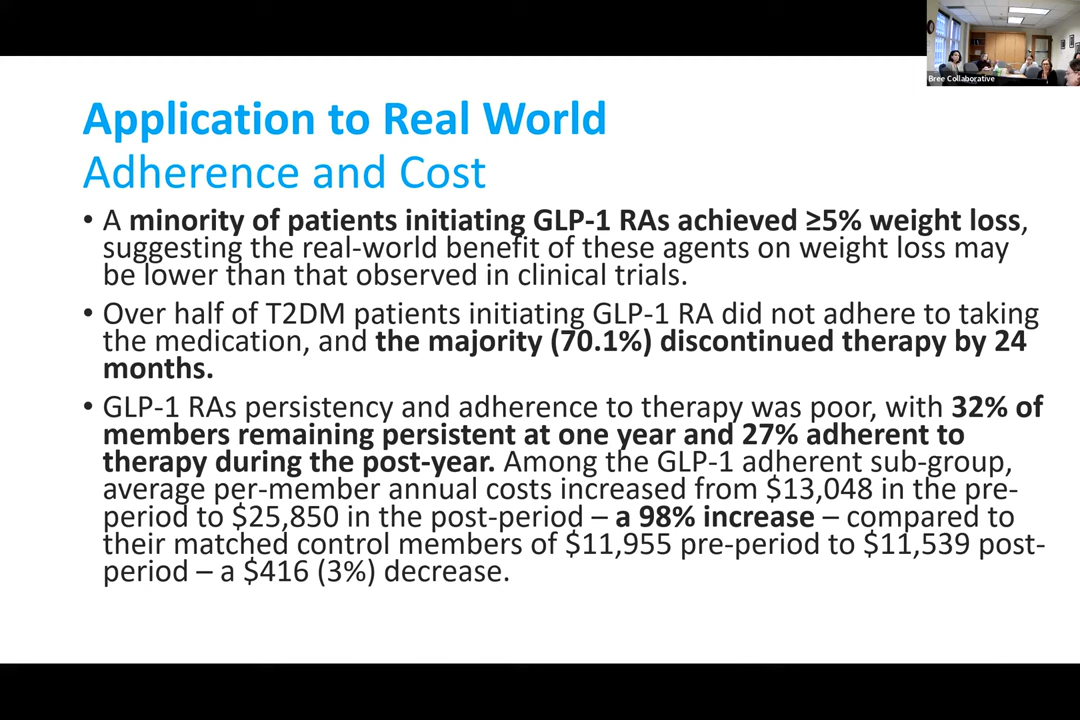 Bree Collaborative
Application to Real World
Adherence and Cost
• A minority of patients initiating GLP-1 RAs achieved ≥5% weight loss,
suggesting the real-world benefit of these agents on weight loss may
be lower than that observed in clinical trials.
• Over half of T2DM patients initiating GLP-1 RA did not adhere to taking
the medication, and the majority (70.1%) discontinued therapy by 24
months.
• GLP-1 RAs persistency and adherence to therapy was poor, with 32% of
members remaining persistent at one year and 27% adherent to
therapy during the post-year. Among the GLP-1 adherent sub-group,
average per-member annual costs increased from $13,048 in the pre-
period to $25,850 in the post-period – a 98% increase – compared to
their matched control members of $11,955 pre-period to $11,539 post-
period – a $416 (3%) decrease.